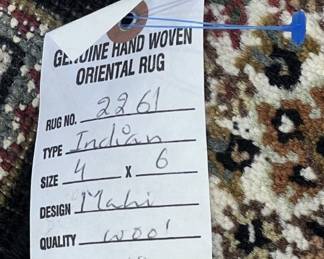 GENUINE HAND WOVEN
ORIENTAL RUG
RUG NO. 2261
TYPE Indian
SIZE 4 X 6
DESIGN Mahi
QUALITY wool